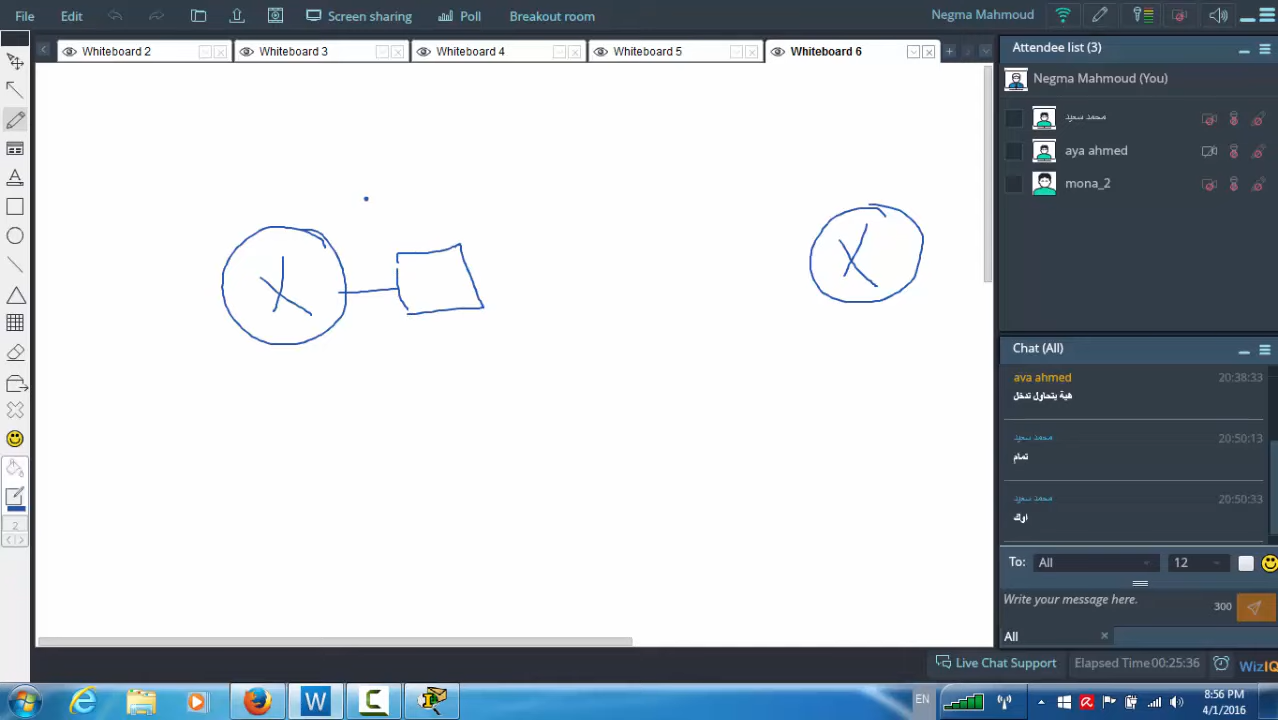 File Edit Screen sharing Poll Breakout room Negma Mahmoud
Whiteboard 2 Whiteboard 3 Whiteboard 4 Whiteboard 5 Whiteboard 6
X
X
2
Attendee list (3)
Negma Mahmoud (You)
محمد سعيد
aya ahmed
mona_2
Chat (All)
aya ahmed 20:38:33
هية بتحاول تدخل
محمد سعيد 20:50:13
تمام
محمد سعيد 20:50:33
اوك
To: All 12
Write your message here. 300
All
Live Chat Support Elapsed Time 00:25:36 WizIQ
EN 8:56 PM
4/1/2016